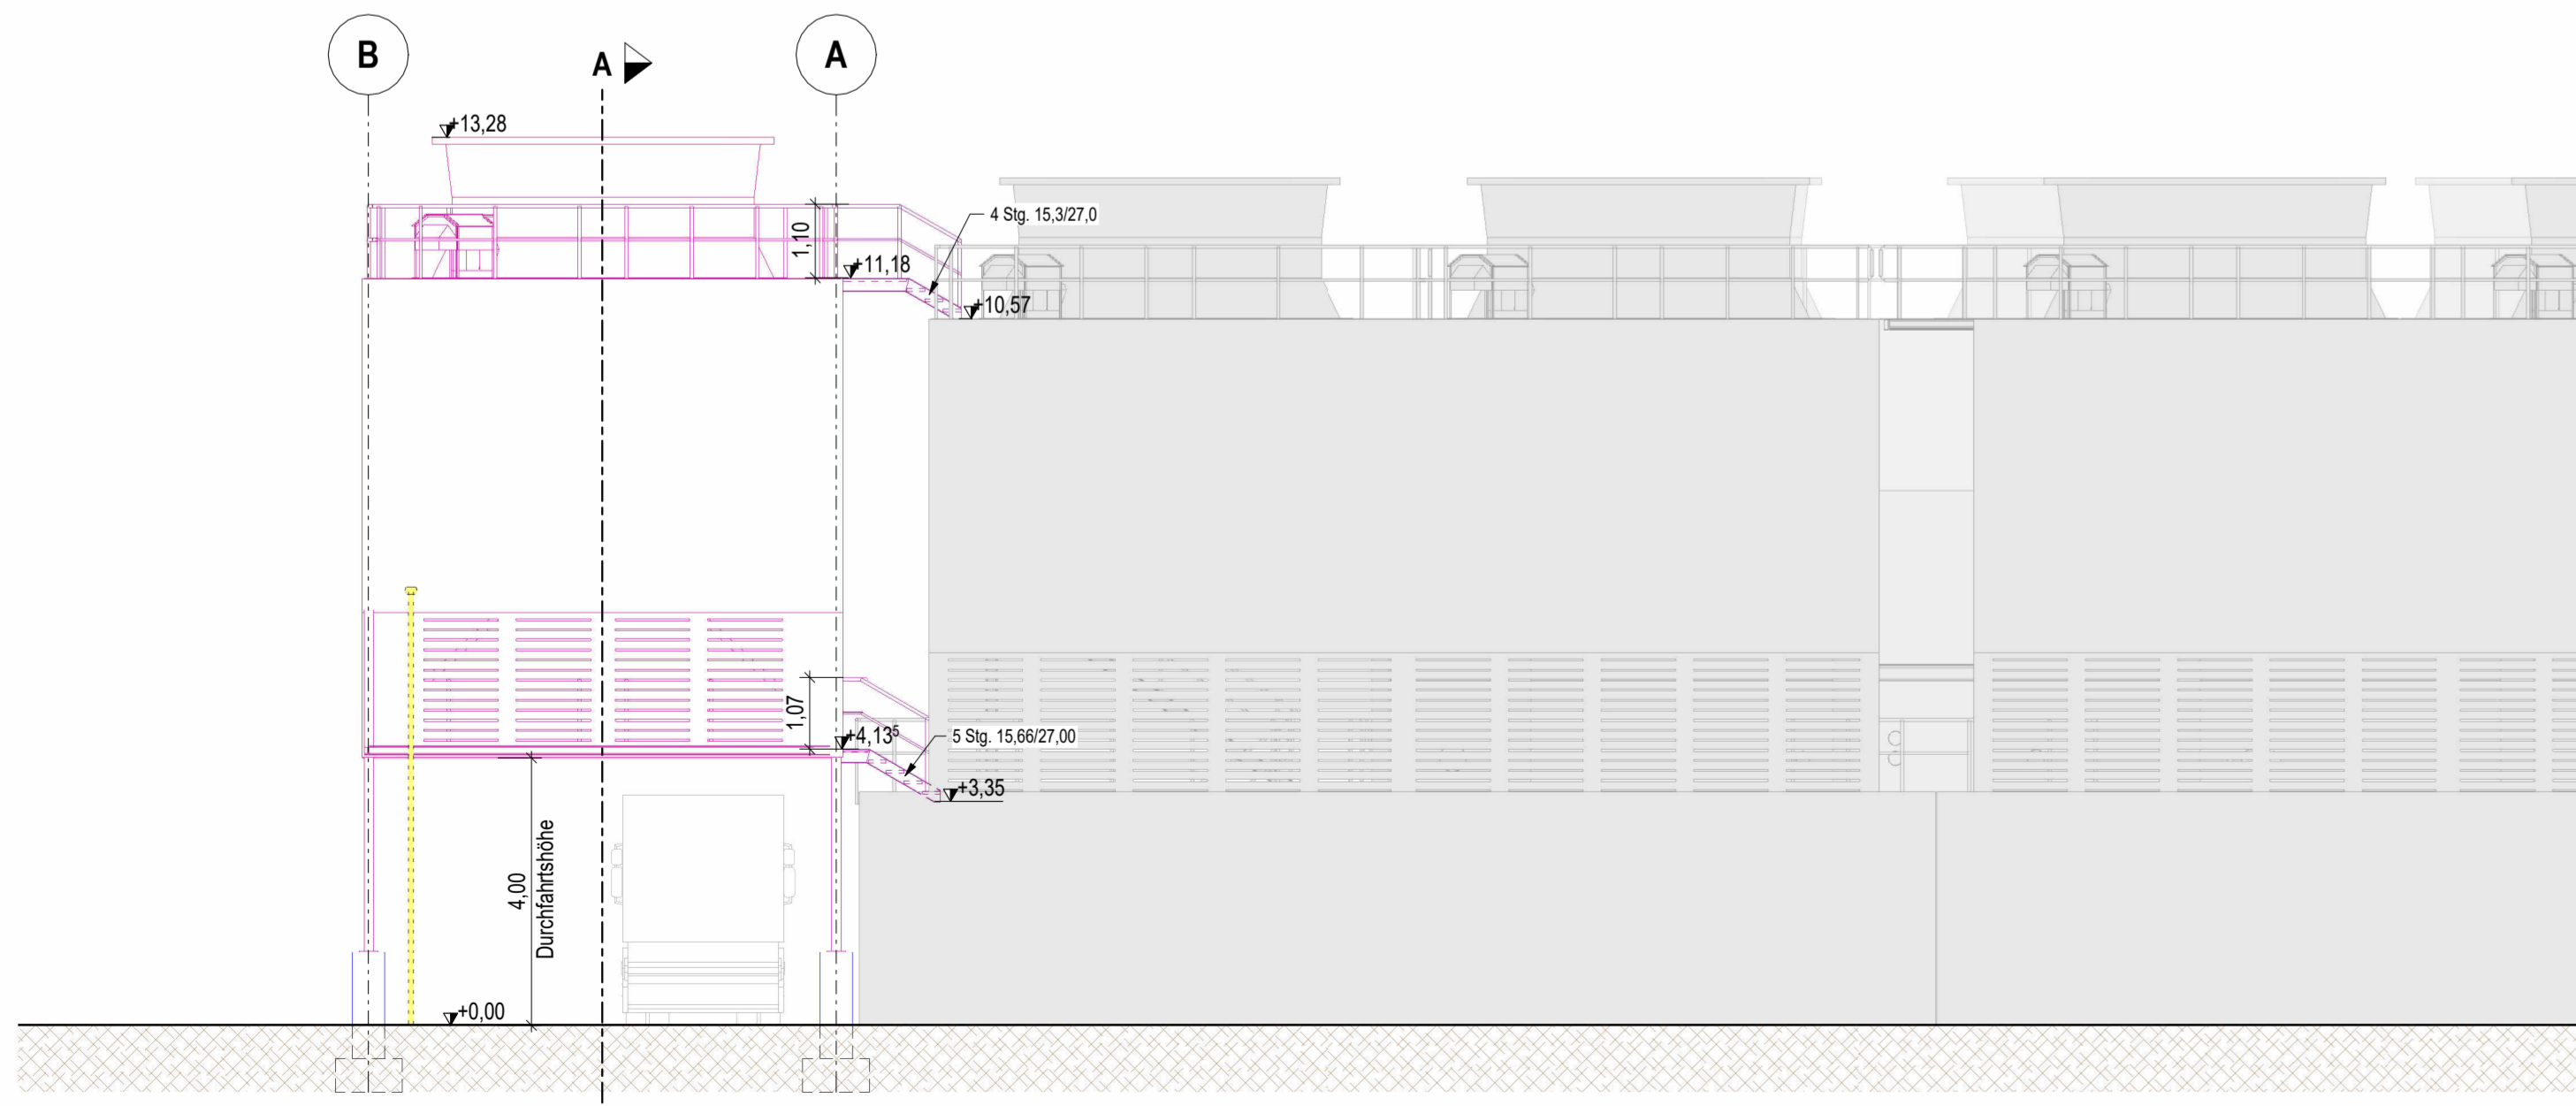 B
A
A
+13,28
4 Stg. 15,3/27,0
1,10
+11,18
+10,57
1,07
+4,13⁵
5 Stg. 15,66/27,00
+3,35
4,00
Durchfahrtshöhe
+0,00